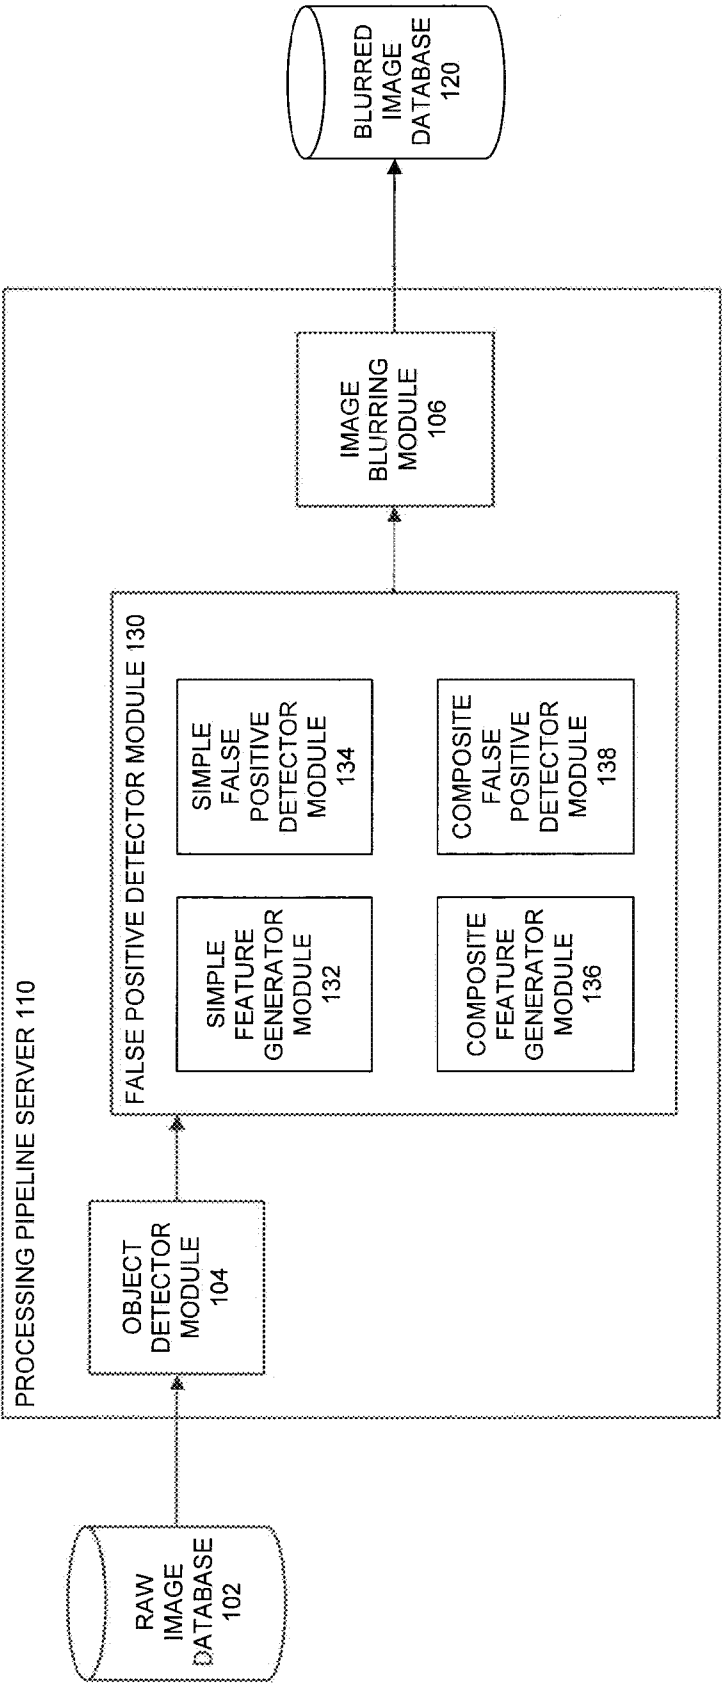 PROCESSING PIPELINE SERVER 110
RAW
IMAGE
DATABASE
102
OBJECT
DETECTOR
MODULE
104
FALSE POSITIVE DETECTOR MODULE 130
SIMPLE
FEATURE
GENERATOR
MODULE
132
SIMPLE
FALSE
POSITIVE
DETECTOR
MODULE
134
COMPOSITE
FEATURE
GENERATOR
MODULE
136
COMPOSITE
FALSE
POSITIVE
DETECTOR
MODULE
138
IMAGE
BLURRING
MODULE
106
BLURRED
IMAGE
DATABASE
120